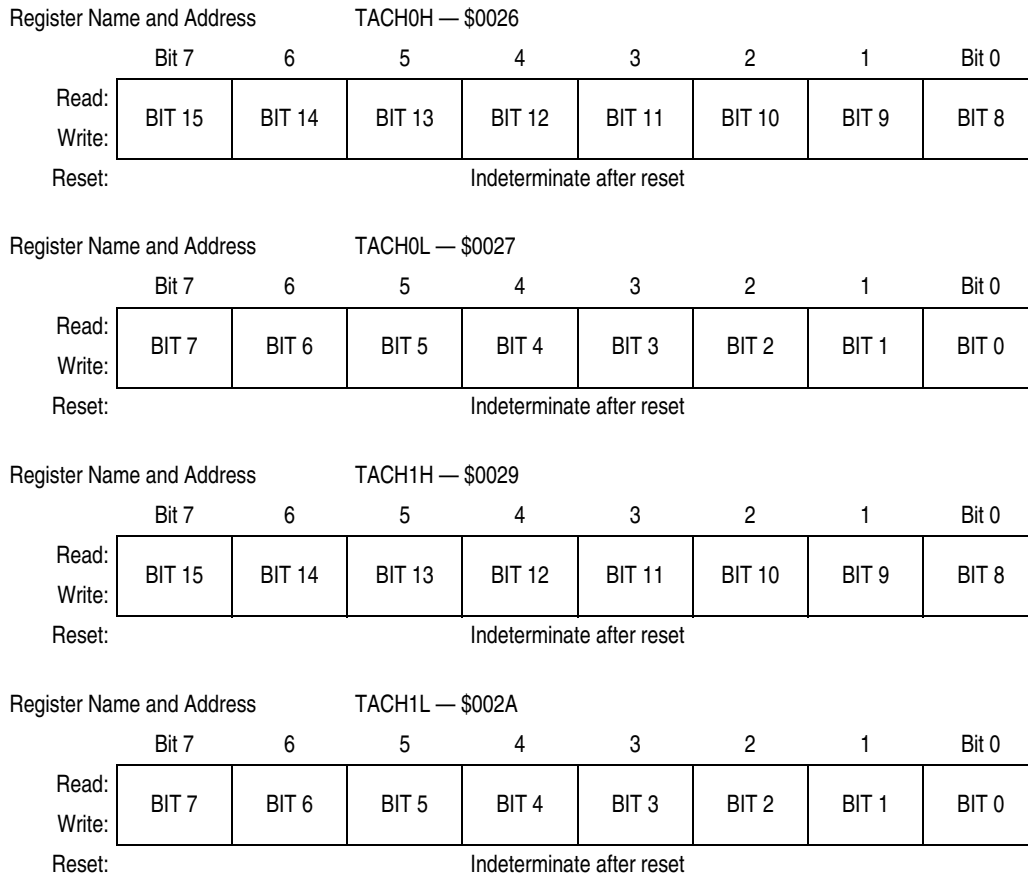 Register Name and Address TACH0H — $0026
Bit 7 6 5 4 3 2 1 Bit 0
Read:
BIT 15 BIT 14 BIT 13 BIT 12 BIT 11 BIT 10 BIT 9 BIT 8
Write:
Reset: Indeterminate after reset
Register Name and Address TACH0L — $0027
Bit 7 6 5 4 3 2 1 Bit 0
Read:
BIT 7 BIT 6 BIT 5 BIT 4 BIT 3 BIT 2 BIT 1 BIT 0
Write:
Reset: Indeterminate after reset
Register Name and Address TACH1H — $0029
Bit 7 6 5 4 3 2 1 Bit 0
Read:
BIT 15 BIT 14 BIT 13 BIT 12 BIT 11 BIT 10 BIT 9 BIT 8
Write:
Reset: Indeterminate after reset
Register Name and Address TACH1L — $002A
Bit 7 6 5 4 3 2 1 Bit 0
Read:
BIT 7 BIT 6 BIT 5 BIT 4 BIT 3 BIT 2 BIT 1 BIT 0
Write:
Reset: Indeterminate after reset